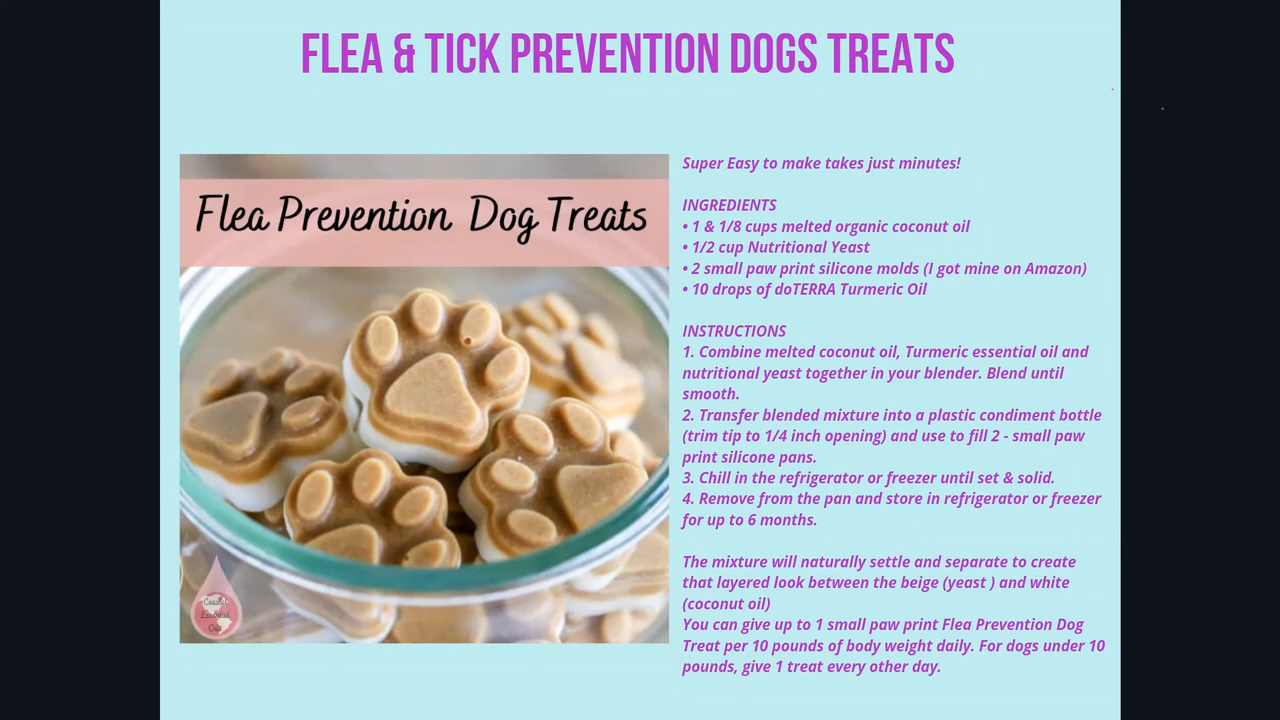 FLEA & TICK PREVENTION DOGS TREATS
Flea Prevention Dog Treats
Coastal
Essential
Oils
Super Easy to make takes just minutes!
INGREDIENTS
• 1 & 1/8 cups melted organic coconut oil
• 1/2 cup Nutritional Yeast
• 2 small paw print silicone molds (I got mine on Amazon)
• 10 drops of doTERRA Turmeric Oil
INSTRUCTIONS
1. Combine melted coconut oil, Turmeric essential oil and
nutritional yeast together in your blender. Blend until
smooth.
2. Transfer blended mixture into a plastic condiment bottle
(trim tip to 1/4 inch opening) and use to fill 2 - small paw
print silicone pans.
3. Chill in the refrigerator or freezer until set & solid.
4. Remove from the pan and store in refrigerator or freezer
for up to 6 months.
The mixture will naturally settle and separate to create
that layered look between the beige (yeast ) and white
(coconut oil)
You can give up to 1 small paw print Flea Prevention Dog
Treat per 10 pounds of body weight daily. For dogs under 10
pounds, give 1 treat every other day.